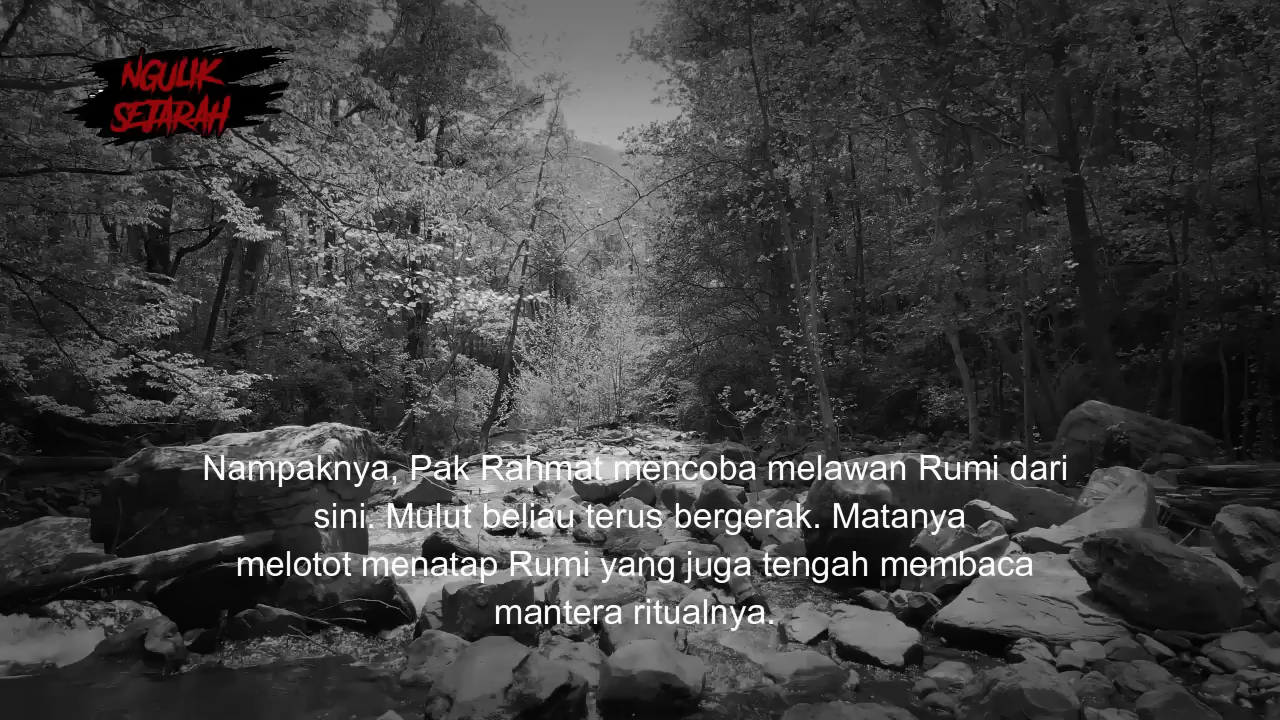 NGULIK
SEJARAH
Nampaknya, Pak Rahmat mencoba melawan Rumi dari
sini. Mulut beliau terus bergerak. Matanya
melotot menatap Rumi yang juga tengah membaca
mantera ritualnya.